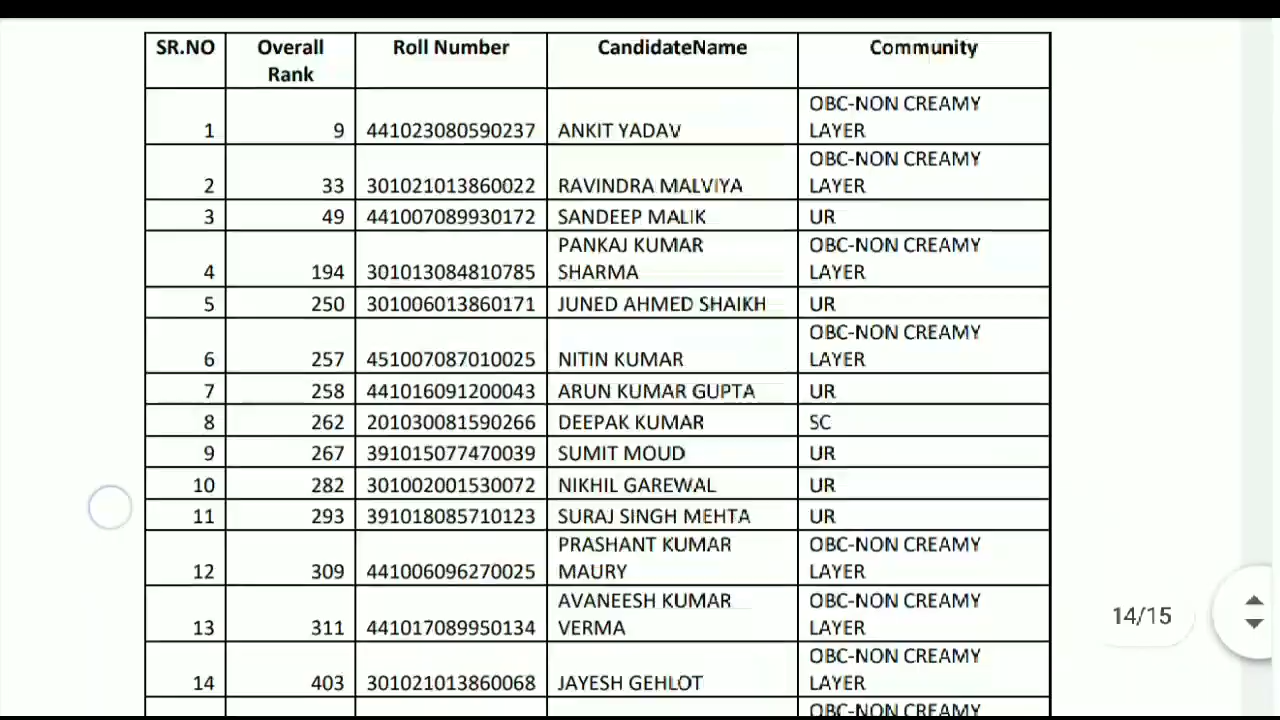 SR.NO Overall Rank Roll Number CandidateName Community
1 9 441023080590237 ANKIT YADAV OBC-NON CREAMY LAYER
2 33 301021013860022 RAVINDRA MALVIYA OBC-NON CREAMY LAYER
3 49 441007089930172 SANDEEP MALIK UR
4 194 301013084810785 PANKAJ KUMAR SHARMA OBC-NON CREAMY LAYER
5 250 301006013860171 JUNED AHMED SHAIKH UR
6 257 451007087010025 NITIN KUMAR OBC-NON CREAMY LAYER
7 258 441016091200043 ARUN KUMAR GUPTA UR
8 262 201030081590266 DEEPAK KUMAR SC
9 267 391015077470039 SUMIT MOUD UR
10 282 301002001530072 NIKHIL GAREWAL UR
11 293 391018085710123 SURAJ SINGH MEHTA UR
12 309 441006096270025 PRASHANT KUMAR MAURY OBC-NON CREAMY LAYER
13 311 441017089950134 AVANEESH KUMAR VERMA OBC-NON CREAMY LAYER
14 403 301021013860068 JAYESH GEHLOT OBC-NON CREAMY LAYER
OBC-NON CREAMY
14/15